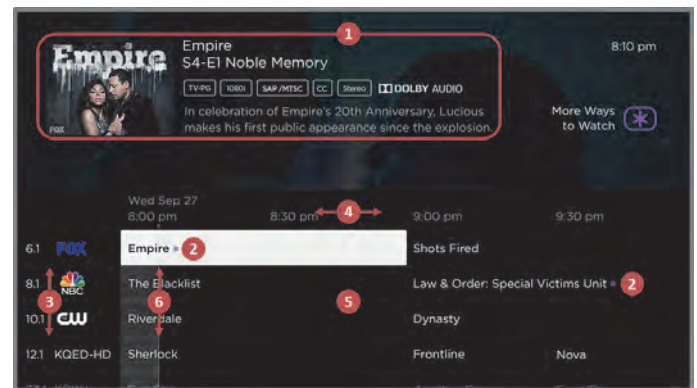 1
Empire
Empire
S4-E1 Noble Memory
8:10 pm
TV-PG 1080i SAP /MTSC CC Stereo DOLBY AUDIO
In celebration of Empire's 20th Anniversary, Lucious
makes his first public appearance since the explosion.
FOX
More Ways
to Watch
Wed Sep 27
8:00 pm 8:30 pm 4 9:00 pm 9:30 pm
6.1 FOX Empire 2 Shots Fired
8.1 NBC The Blacklist Law & Order: Special Victims Unit 2
3 6 5
10.1 CW Riverdale Dynasty
12.1 KQED-HD Sherlock Frontline Nova